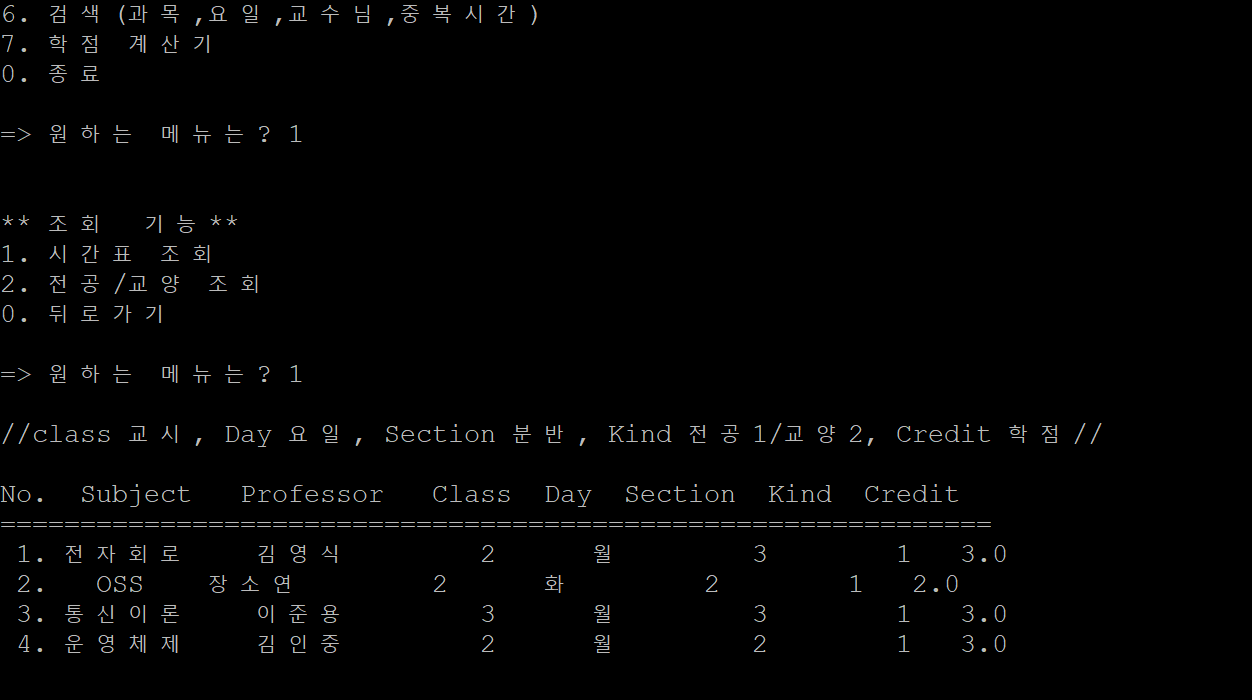 6. 검색(과목,요일,교수님,중복시간)
7. 학점 계산기
0. 종료
=> 원하는 메뉴는? 1
** 조회  기능**
1. 시간표 조회
2. 전공/교양 조회
0. 뒤로가기
=> 원하는 메뉴는? 1
//class 교시, Day 요일, Section 분반, Kind 전공1/교양2, Credit 학점//
No.  Subject   Professor   Class  Day  Section  Kind  Credit
==============================================================
1. 전자회로 김영식 2 월 3 1 3.0
2. OSS 장소연 2 화 2 1 2.0
3. 통신이론 이준용 3 월 3 1 3.0
4. 운영체제 김인중 2 월 2 1 3.0